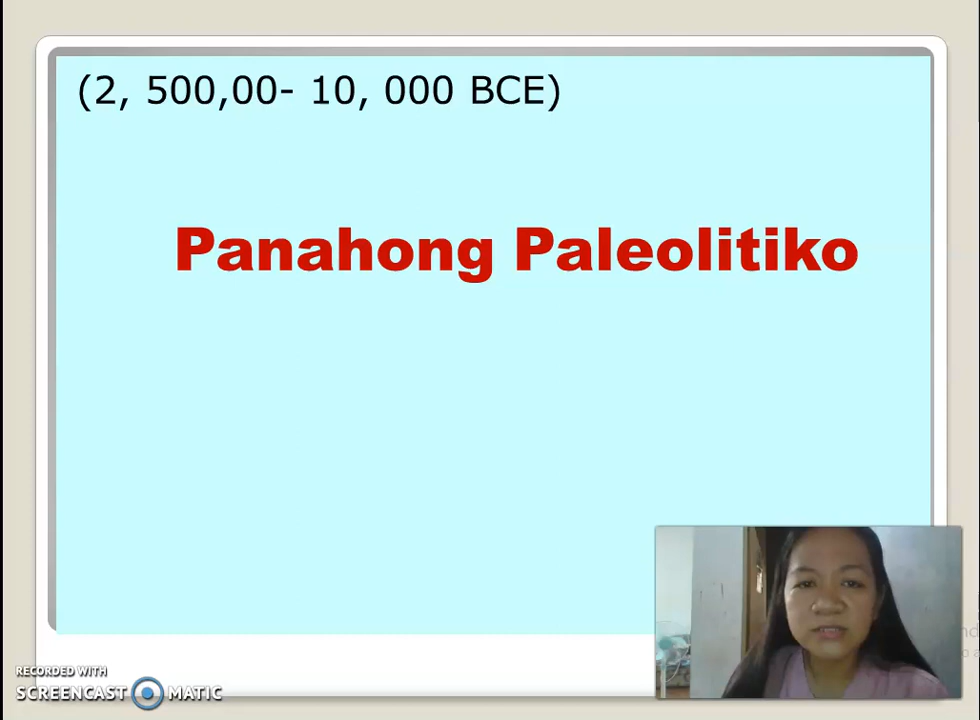 (2, 500,00- 10, 000 BCE)
Panahong Paleolitiko
RECORDED WITH
SCREENCAST MATIC